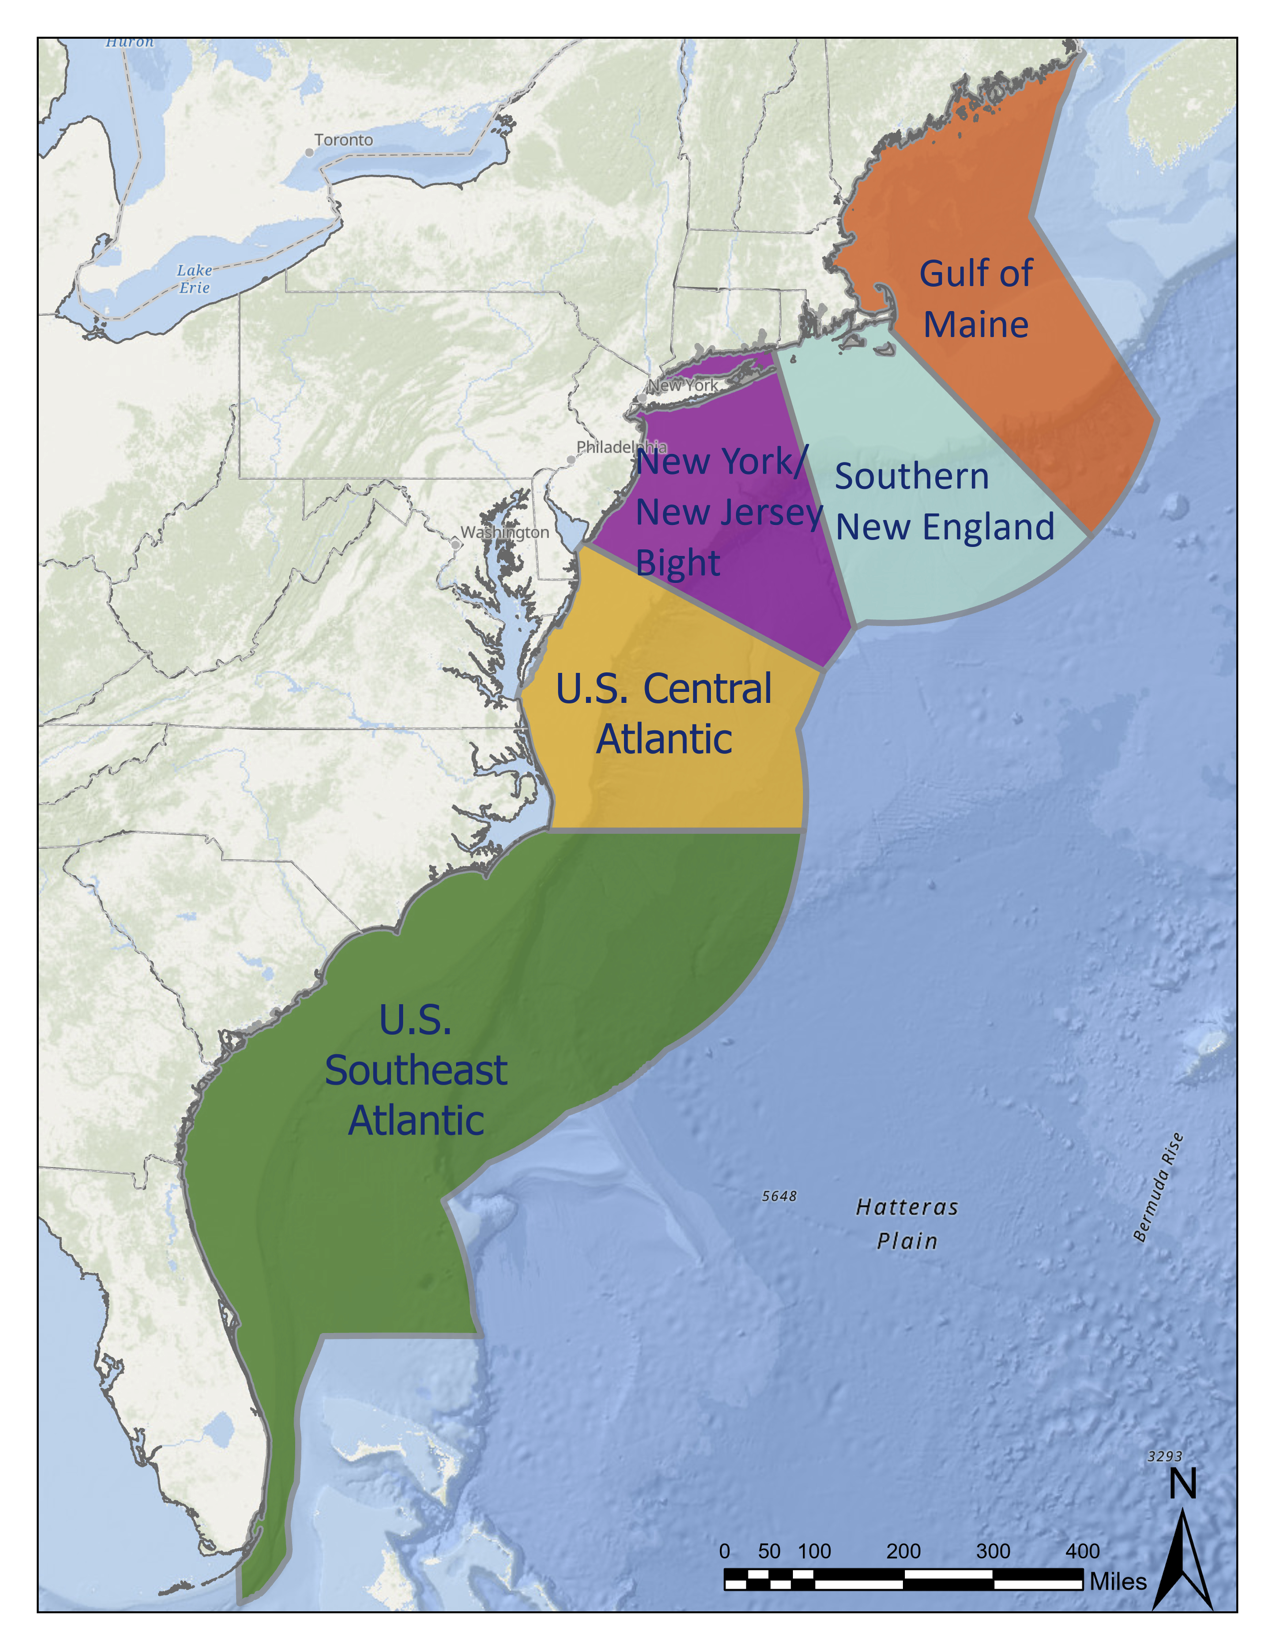 Huron
Toronto
Lake
Erie
Gulf of
Maine
New York
Philadelphia
New York/
New Jersey
Bight
Southern
New England
Washington
U.S. Central
Atlantic
U.S.
Southeast
Atlantic
5648
Hatteras
Plain
Bermuda Rise
3293
N
0 50 100 200 300 400
Miles